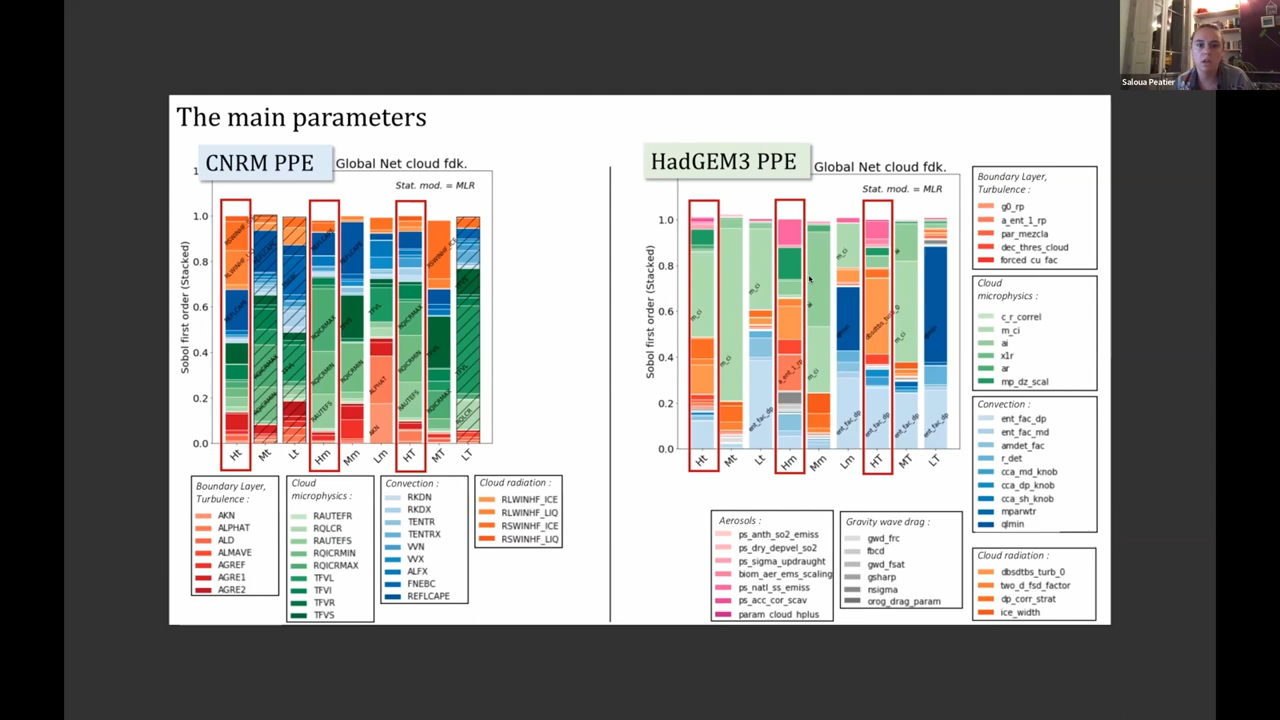 Saloua Peatier
The main parameters
CNRM PPE
Global Net cloud fdk.
Stat. mod. = MLR
Sobol first order (Stacked)
1.0
0.8
0.6
0.4
0.2
0.0
Ht
Mt
Lt
Hm
Mm
Lm
HT
MT
LT
Boundary Layer,
Turbulence :
AKN
ALPHAT
ALD
ALMAVE
AGREF
AGRE1
AGRE2
Cloud
microphysics :
RAUTEFR
RQLCR
RAUTEFS
RQICRMIN
RQICRMAX
TFVL
TFVI
TFVR
TFVS
Convection :
RKDN
RKDX
TENTR
TENTRX
VVN
VVX
ALFX
FNEBC
REFLCAPE
Cloud radiation :
RLWINHF_ICE
RLWINHF_LIQ
RSWINHF_ICE
RSWINHF_LIQ
HadGEM3 PPE
Global Net cloud fdk.
Stat. mod. = MLR
Sobol first order (Stacked)
1.0
0.8
0.6
0.4
0.2
0.0
Ht
Mt
Lt
Hm
Mm
Lm
HT
MT
LT
Aerosols :
ps_anth_so2_emiss
ps_dry_depvel_so2
ps_sigma_updraught
biom_aer_ems_scaling
ps_natl_ss_emiss
ps_acc_cor_scav
param_cloud_hplus
Gravity wave drag :
gwd_frc
fbcd
gwd_fsat
gsharp
nsigma
orog_drag_param
Boundary Layer,
Turbulence :
g0_rp
a_ent_1_rp
par_mezcla
dec_thres_cloud
forced_cu_fac
Cloud
microphysics :
c_r_correl
m_ci
ai
x1r
ar
mp_dz_scal
Convection :
ent_fac_dp
ent_fac_md
amdet_fac
r_det
cca_md_knob
cca_dp_knob
cca_sh_knob
mparwtr
qlmin
Cloud radiation :
dbsdtbs_turb_0
two_d_fsd_factor
dp_corr_strat
ice_width